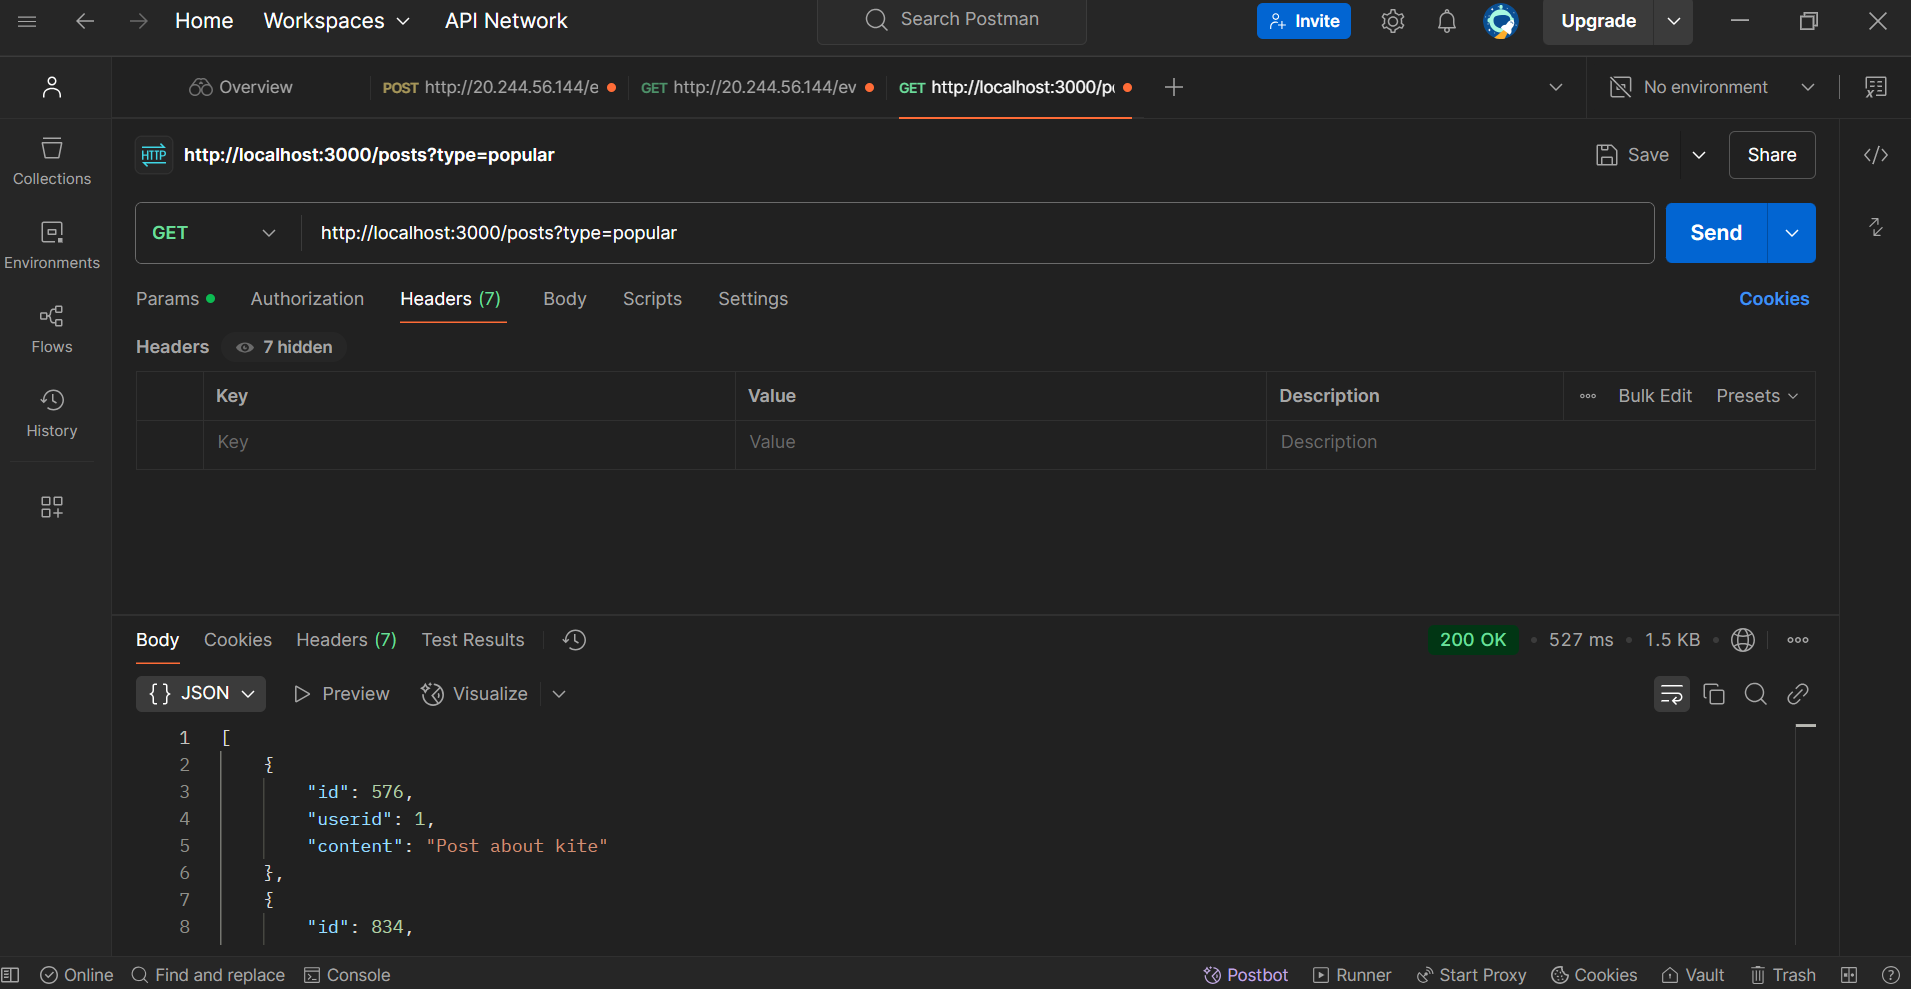 Home Workspaces API Network Search Postman Invite Upgrade
Overview POST http://20.244.56.144/e GET http://20.244.56.144/ev GET http://localhost:3000/p No environment
HTTP http://localhost:3000/posts?type=popular Save Share
Collections
GET http://localhost:3000/posts?type=popular Send
Environments
Params Authorization Headers (7) Body Scripts Settings Cookies
Flows
Headers 7 hidden
Key Value Description Bulk Edit Presets
History
Key Value Description
Body Cookies Headers (7) Test Results 200 OK • 527 ms • 1.5 KB •
{} JSON Preview Visualize
1 [
2 {
3 "id": 576,
4 "userid": 1,
5 "content": "Post about kite"
6 },
7 {
8 "id": 834,
Online Find and replace Console Postbot Runner Start Proxy Cookies Vault Trash